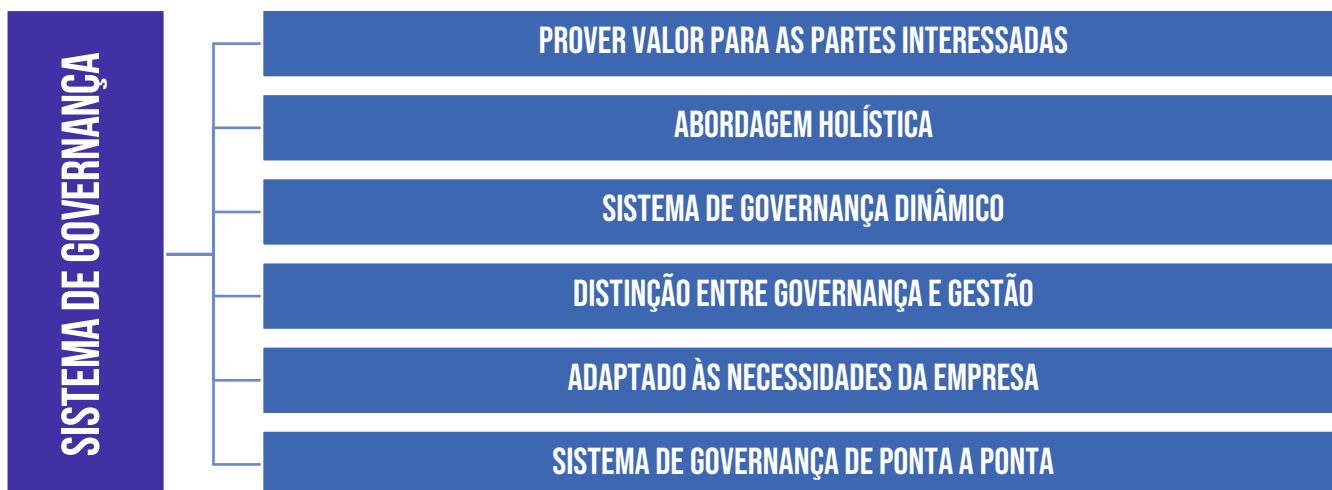 SISTEMA DE GOVERNANÇA
PROVER VALOR PARA AS PARTES INTERESSADAS
ABORDAGEM HOLÍSTICA
SISTEMA DE GOVERNANÇA DINÂMICO
DISTINÇÃO ENTRE GOVERNANÇA E GESTÃO
ADAPTADO ÀS NECESSIDADES DA EMPRESA
SISTEMA DE GOVERNANÇA DE PONTA A PONTA